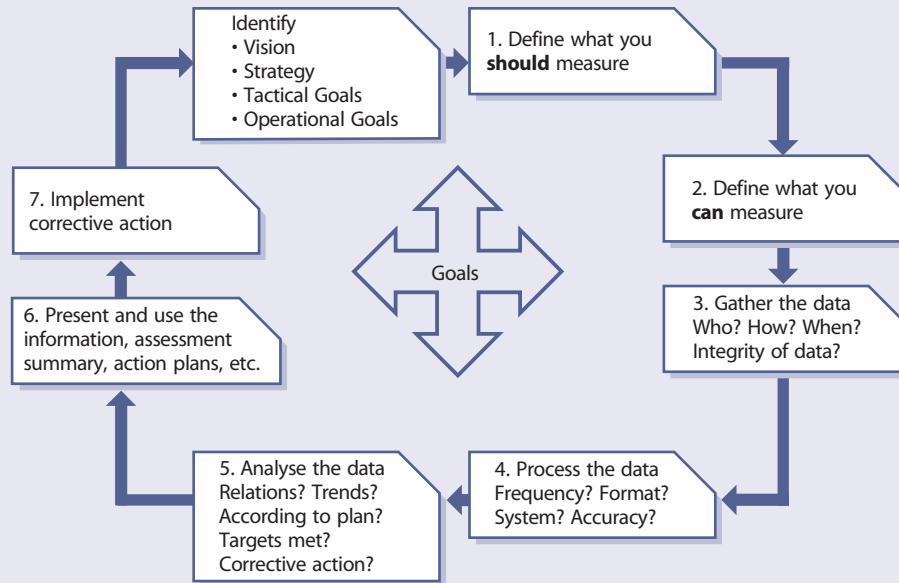 Identify
• Vision
• Strategy
• Tactical Goals
• Operational Goals
1. Define what you
should measure
2. Define what you
can measure
3. Gather the data
Who? How? When?
Integrity of data?
4. Process the data
Frequency? Format?
System? Accuracy?
5. Analyse the data
Relations? Trends?
According to plan?
Targets met?
Corrective action?
6. Present and use the
information, assessment
summary, action plans, etc.
7. Implement
corrective action
Goals